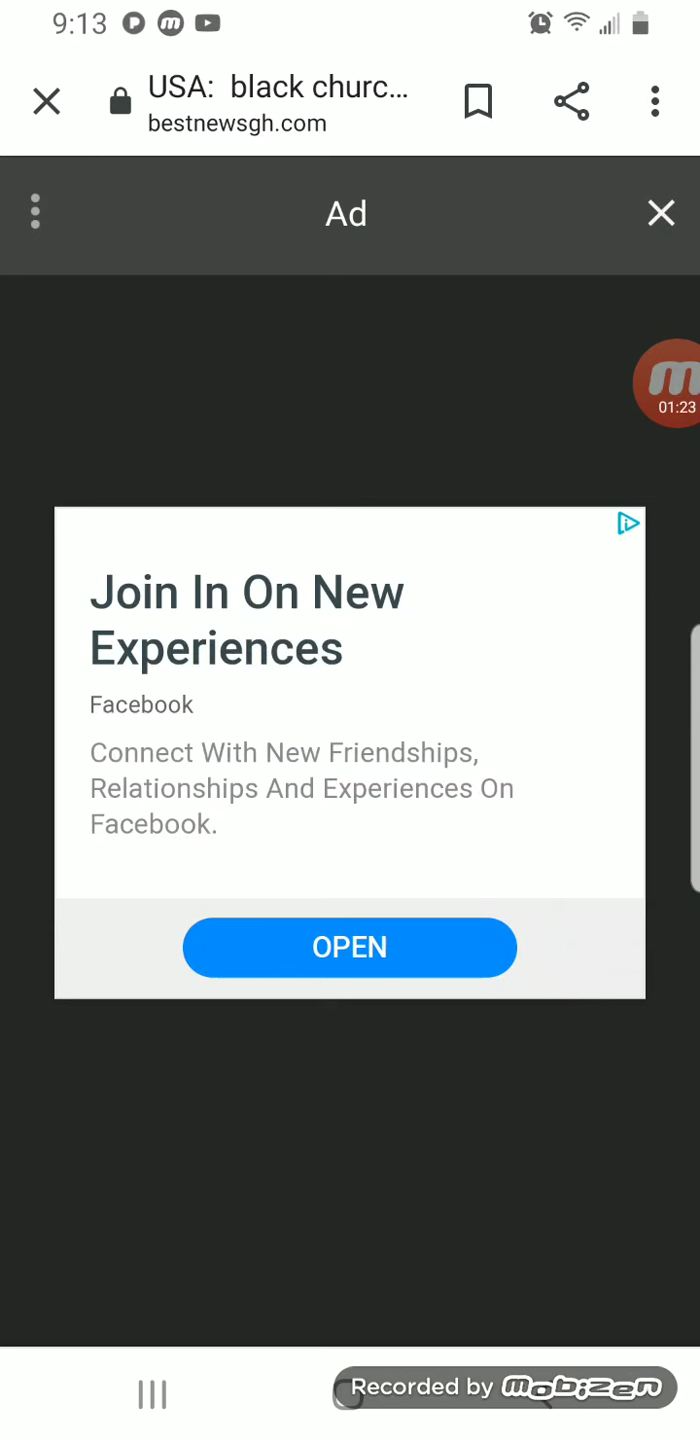 9:13
USA: black churc...
bestnewsgh.com
Ad
m
01:23
Join In On New
Experiences
Facebook
Connect With New Friendships,
Relationships And Experiences On
Facebook.
OPEN
Recorded by mobizen